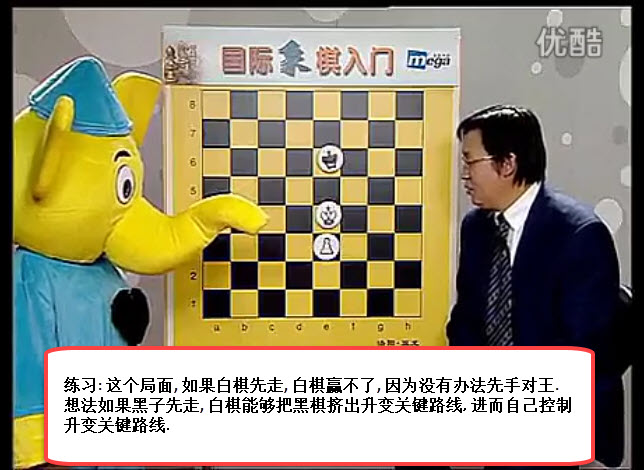 优酷
国际象棋入门 mega
8
7
6
5
2
1
a b c d e f g h
练习: 这个局面, 如果白棋先走, 白棋赢不了, 因为没有办法先手对王.
想法如果黑子先走, 白棋能够把黑棋挤出升变关键路线, 进而自己控制
升变关键路线.